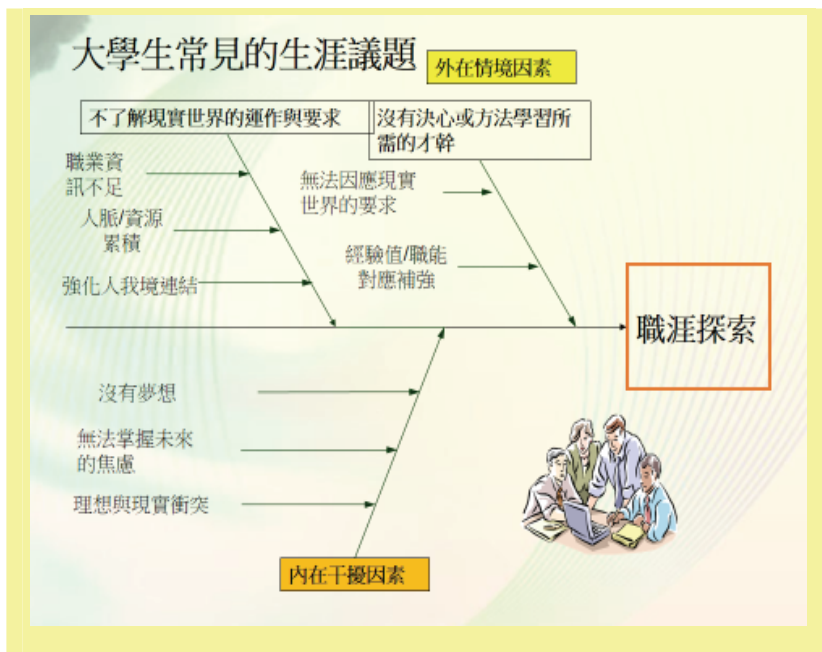 大學生常見的生涯議題
外在情境因素
不了解現實世界的運作與要求
沒有決心或方法學習所
需的才幹
職業資
訊不足
人脈/資源
累積
強化人我境連結
無法因應現實
世界的要求
經驗值/職能
對應補強
職涯探索
沒有夢想
無法掌握未來
的焦慮
理想與現實衝突
內在干擾因素